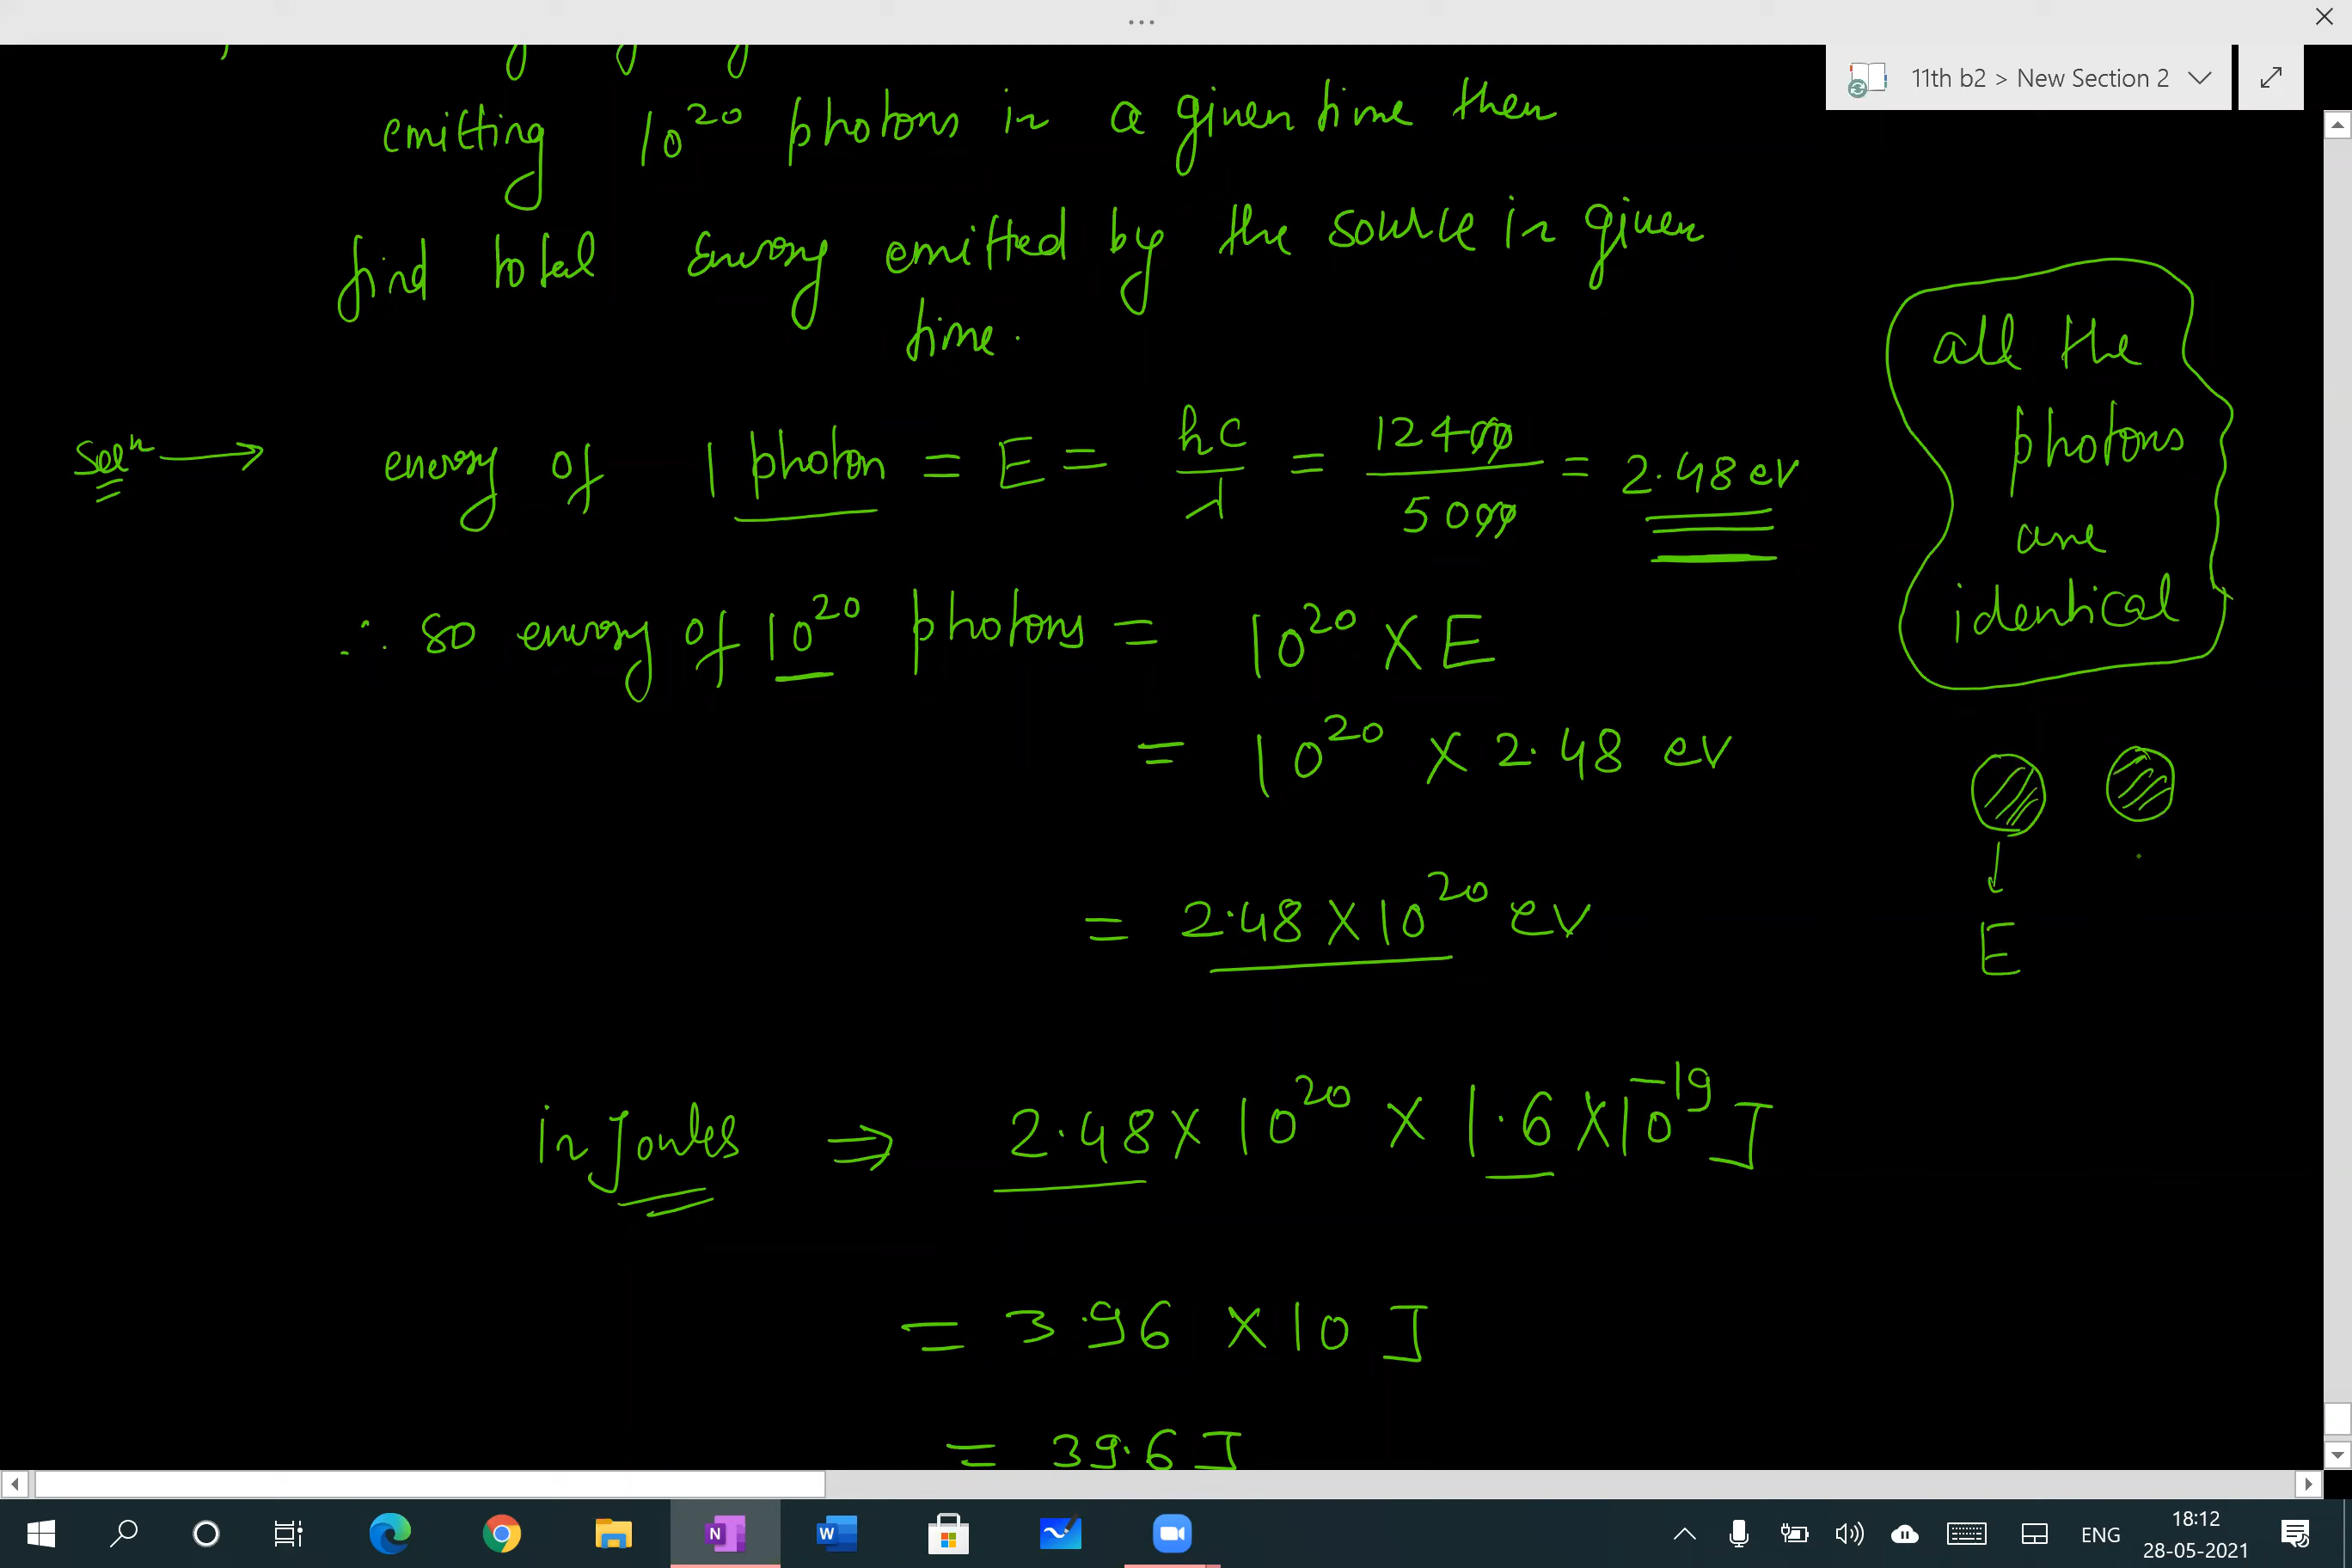 11th b2 > New Section 2
emitting 10²⁰ photons in a given time then
find total energy emitted by the source in given
time.
all the
photons
are
identical
Solⁿ → energy of 1 photon = E = hc/λ = 12400/5000 = 2.48 ev
∴ so energy of 10²⁰ photons = 10²⁰ × E
= 10²⁰ × 2.48 ev
= 2.48 × 10²⁰ ev
E
in Joules ⇒ 2.48 × 10²⁰ × 1.6 × 10⁻¹⁹ J
= 3.96 × 10 J
= 39.6 J
ENG
18:12
28-05-2021